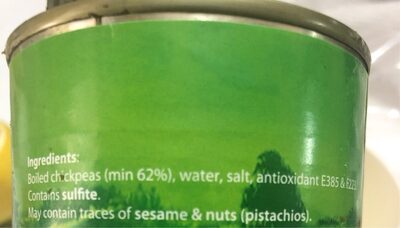 Ingredients:
Boiled chickpeas (min 62%), water, salt, antioxidant E385 &
Contains sulfite.
May contain traces of sesame & nuts (pistachios).